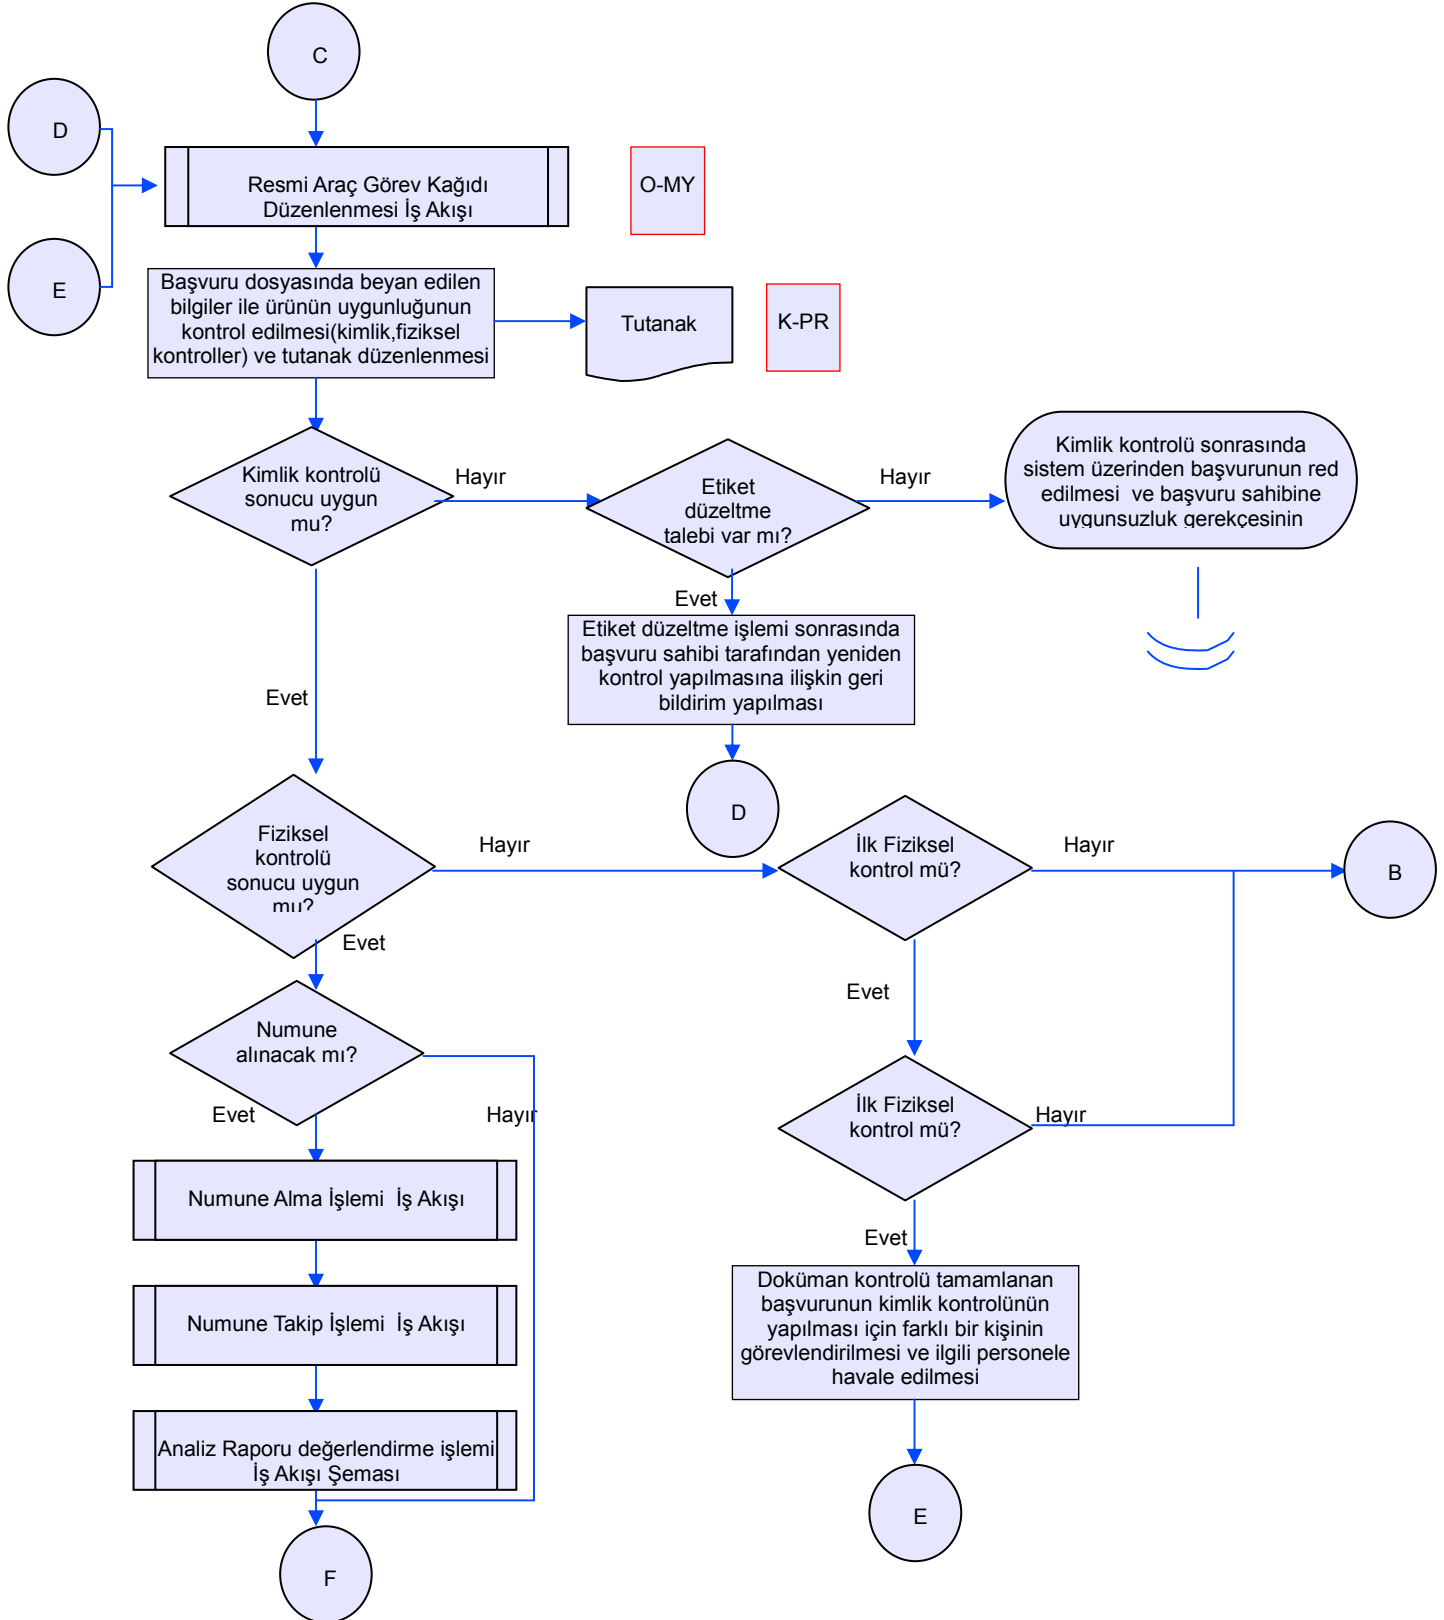 C
D
Resmi Araç Görev Kağıdı
Düzenlenmesi İş Akışı
O-MY
E
Başvuru dosyasında beyan edilen
bilgiler ile ürünün uygunluğunun
kontrol edilmesi(kimlik,fiziksel
kontroller) ve tutanak düzenlenmesi
Tutanak
K-PR
Kimlik kontrolü
sonucu uygun
mu?
Hayır
Etiket
düzeltme
talebi var mı?
Hayır
Kimlik kontrolü sonrasında
sistem üzerinden başvurunun red
edilmesi  ve başvuru sahibine
uygunsuzluk gerekçesinin
Evet
Etiket düzeltme işlemi sonrasında
başvuru sahibi tarafından yeniden
kontrol yapılmasına ilişkin geri
bildirim yapılması
Evet
D
Fiziksel
kontrolü
sonucu uygun
mu?
Hayır
İlk Fiziksel
kontrol mü?
Hayır
B
Evet
Evet
Numune
alınacak mı?
Evet
Hayır
İlk Fiziksel
kontrol mü?
Hayır
Numune Alma İşlemi  İş Akışı
Evet
Doküman kontrolü tamamlanan
başvurunun kimlik kontrolünün
yapılması için farklı bir kişinin
görevlendirilmesi ve ilgili personele
havale edilmesi
Numune Takip İşlemi  İş Akışı
Analiz Raporu değerlendirme işlemi
İş Akışı Şeması
E
F